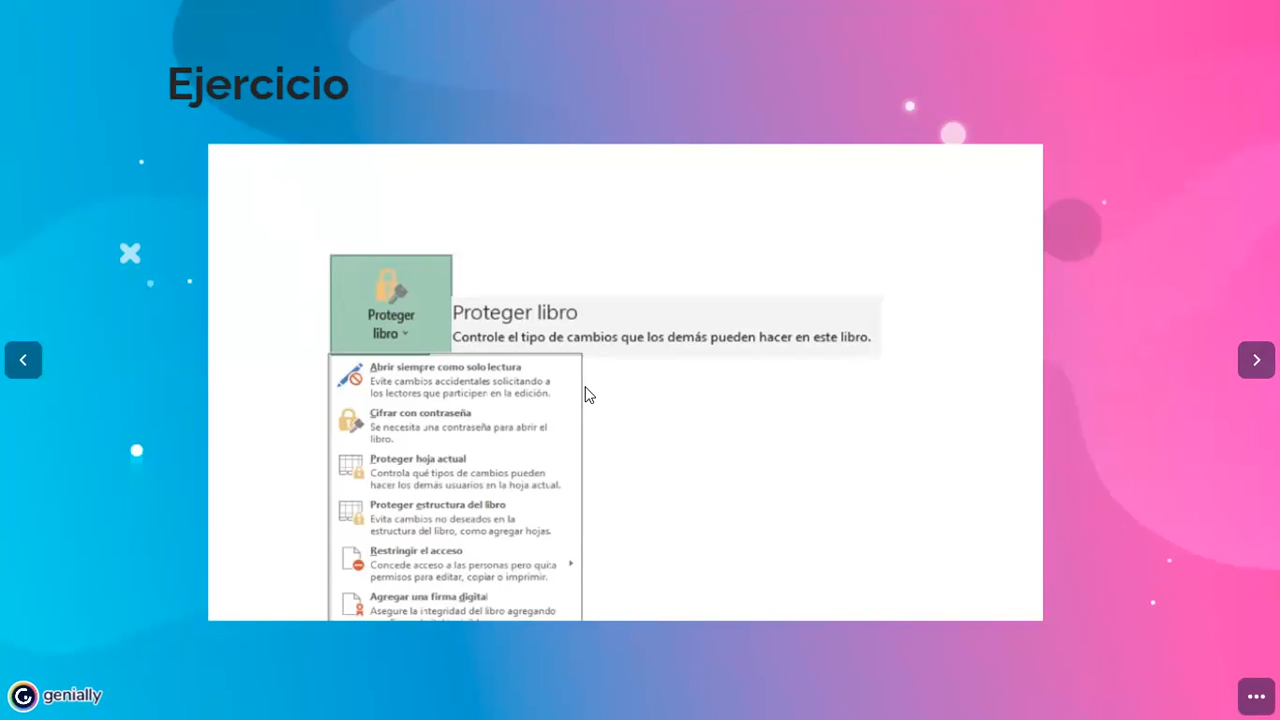 Ejercicio
Proteger
libro
Proteger libro
Controle el tipo de cambios que los demás pueden hacer en este libro.
Abrir siempre como solo lectura
Evite cambios accidentales solicitando a
los lectores que participen en la edición.
Cifrar con contraseña
Se necesita una contraseña para abrir el
libro.
Proteger hoja actual
Controla qué tipos de cambios pueden
hacer los demás usuarios en la hoja actual.
Proteger estructura del libro
Evita cambios no deseados en la
estructura del libro, como agregar hojas.
Restringir el acceso
Concede acceso a las personas pero quita
permisos para editar, copiar o imprimir.
Agregar una firma digital
Asegure la integridad del libro agregando
genially